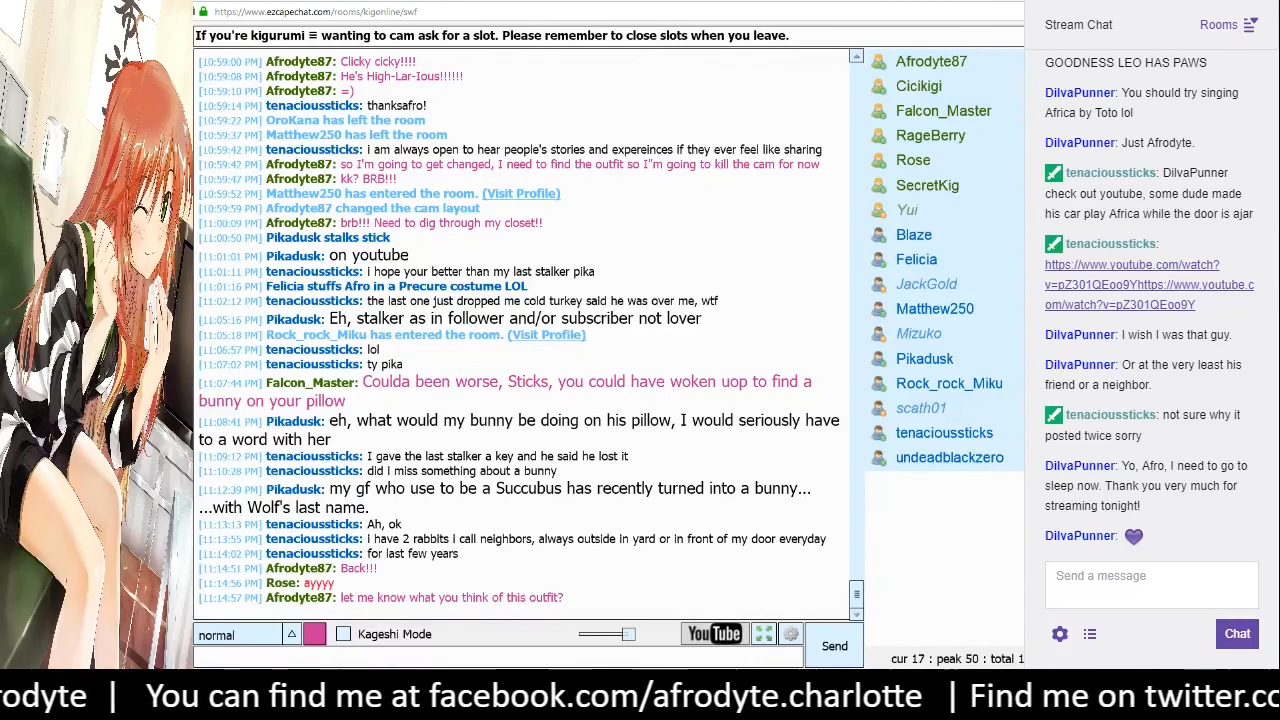 https://www.ezcapechat.com/rooms/kigonline/swf
If you're kigurumi ≡ wanting to cam ask for a slot. Please remember to close slots when you leave.
[10:59:00 PM] Afrodyte87: Clicky cicky!!!!
[10:59:08 PM] Afrodyte87: He's High-Lar-Ious!!!!!!
[10:59:10 PM] Afrodyte87: =)
[10:59:14 PM] tenaciousticks: thanksafro!
[10:59:22 PM] OroKana has left the room
[10:59:37 PM] Matthew250 has left the room
[10:59:42 PM] tenaciousssticks: i am always open to hear people's stories and expereinces if they ever feel like sharing
[10:59:42 PM] Afrodyte87: so I'm going to get changed, I need to find the outfit so I"m going to kill the cam for now
[10:59:47 PM] Afrodyte87: kk? BRB!!!
[10:59:52 PM] Matthew250 has entered the room. (Visit Profile)
[10:59:59 PM] Afrodyte87 changed the cam layout
[11:00:09 PM] Afrodyte87: brb!!! Need to dig through my closet!!
[11:00:50 PM] Pikadusk stalks stick
[11:01:01 PM] Pikadusk: on youtube
[11:01:11 PM] tenacioussticks: i hope your better than my last stalker pika
[11:01:16 PM] Felicia stuffs Afro in a Precure costume LOL
[11:02:12 PM] tenacioussticks: the last one just dropped me cold turkey said he was over me, wtf
[11:05:16 PM] Pikadusk: Eh, stalker as in follower and/or subscriber not lover
[11:05:18 PM] Rock_rock_Miku has entered the room. (Visit Profile)
[11:06:57 PM] tenacioussticks: lol
[11:07:02 PM] tenacioussticks: ty pika
[11:07:44 PM] Falcon_Master: Coulda been worse, Sticks, you could have woken uop to find a
bunny on your pillow
[11:08:41 PM] Pikadusk: eh, what would my bunny be doing on his pillow, I would seriously have
to a word with her
[11:09:12 PM] tenacioussticks: I gave the last stalker a key and he said he lost it
[11:10:28 PM] tenacioussticks: did I miss something about a bunny
[11:12:39 PM] Pikadusk: my gf who use to be a Succubus has recently turned into a bunny...
...with Wolf's last name.
[11:13:13 PM] tenacioussticks: Ah, ok
[11:13:55 PM] tenacioussticks: i have 2 rabbits i call neighbors, always outside in yard or in front of my door everyday
[11:14:02 PM] tenacioussticks: for last few years
[11:14:51 PM] Afrodyte87: Back!!!
[11:14:56 PM] Rose: ayyyy
[11:14:57 PM] Afrodyte87: let me know what you think of this outfit?
normal
Kageshi Mode
YouTube
Send
Afrodyte87
Cicikigi
Falcon_Master
RageBerry
Rose
SecretKig
Yui
Blaze
Felicia
JackGold
Matthew250
Mizuko
Pikadusk
Rock_rock_Miku
scath01
tenacioussticks
undeadblackzero
cur 17 : peak 50 : total 1
Stream Chat
Rooms
GOODNESS LEO HAS PAWS
DilvaPunner: You should try singing
Africa by Toto lol
DilvaPunner: Just Afrodyte.
tenacioussticks: DilvaPunner
check out youtube, some dude made
his car play Africa while the door is ajar
tenacioussticks:
https://www.youtube.com/watch?
v=pZ301QEoo9Yhttps://www.youtube.c
om/watch?v=pZ301QEoo9Y
DilvaPunner: I wish I was that guy.
DilvaPunner: Or at the very least his
friend or a neighbor.
tenacioussticks: not sure why it
posted twice sorry
DilvaPunner: Yo, Afro, I need to go to
sleep now. Thank you very much for
streaming tonight!
DilvaPunner:
Send a message
Chat
rodyte | You can find me at facebook.com/afrodyte.charlotte | Find me on twitter.co